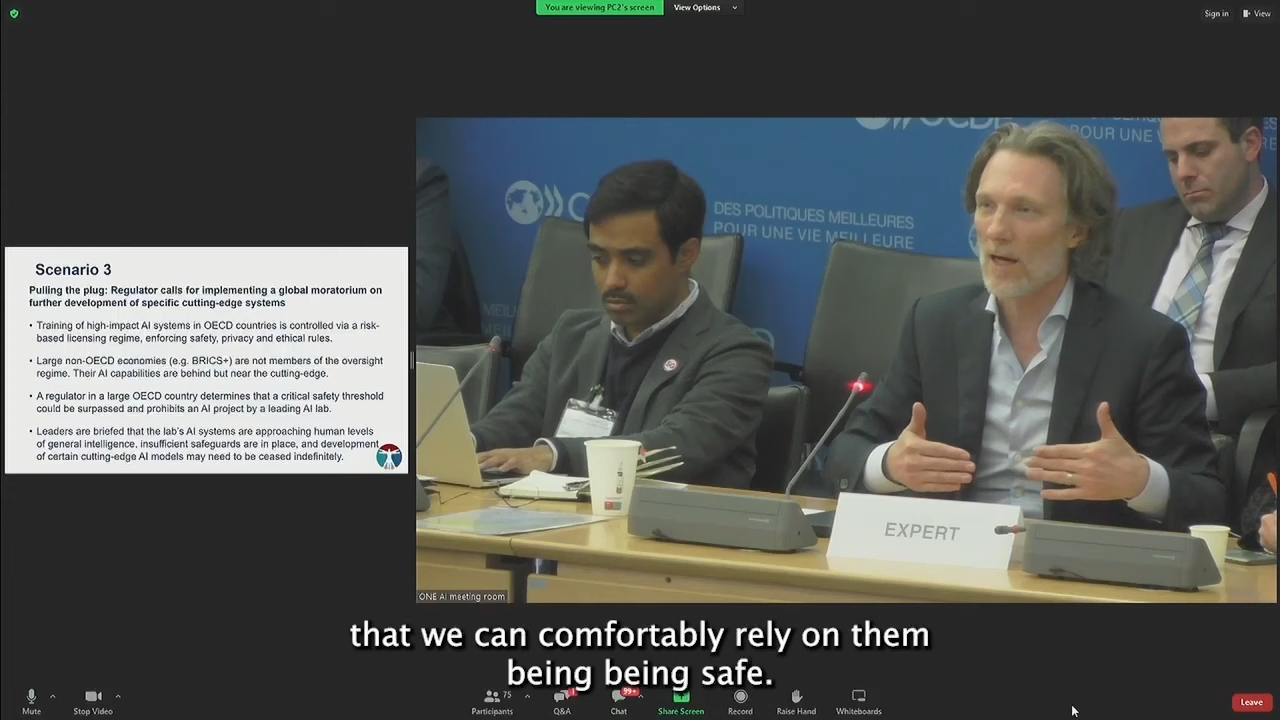 You are viewing PC2's screen
View Options
Sign in
View
Scenario 3
Pulling the plug: Regulator calls for implementing a global moratorium on
further development of specific cutting-edge systems
• Training of high-impact AI systems in OECD countries is controlled via a risk-
based licensing regime, enforcing safety, privacy and ethical rules.
• Large non-OECD economies (e.g. BRICS+) are not members of the oversight
regime. Their AI capabilities are behind but near the cutting-edge.
• A regulator in a large OECD country determines that a critical safety threshold
could be surpassed and prohibits an AI project by a leading AI lab.
• Leaders are briefed that the lab's AI systems are approaching human levels
of general intelligence, insufficient safeguards are in place, and development
of certain cutting-edge AI models may need to be ceased indefinitely.
OCDE
POUR UNE V
DES POLITIQUES MEILLEURES
POUR UNE VIE MEILLEURE
EXPERT
ONE AI meeting room
that we can comfortably rely on them
being being safe.
Mute
Stop Video
75
Participants
1
Q&A
99+
Chat
Share Screen
Record
Raise Hand
Whiteboards
Leave